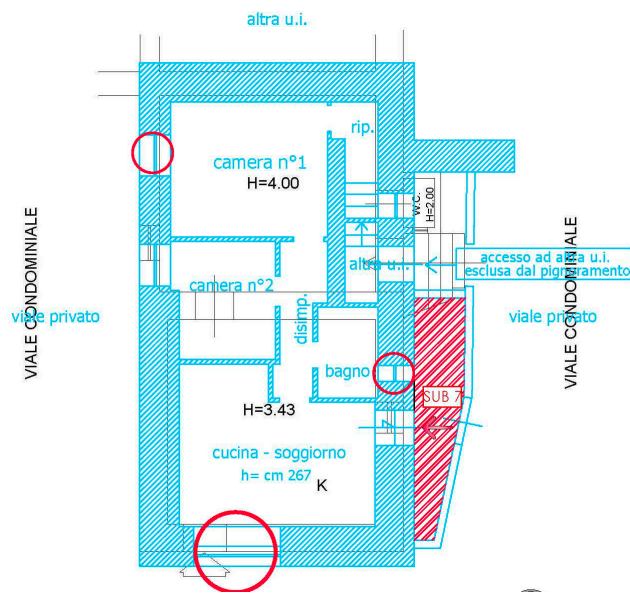 altra u.i.
rip.
camera n°1
H=4.00
W.C.
H=2.00
accesso ad altra u.i.
esclusa dal pignoramento
altra u.i.
camera n°2
disimp.
VIALE CONDOMINIALE
viale privato
VIALE CONDOMINIALE
viale privato
bagno
SUB 7
H=3.43
cucina - soggiorno
h= cm 267
K